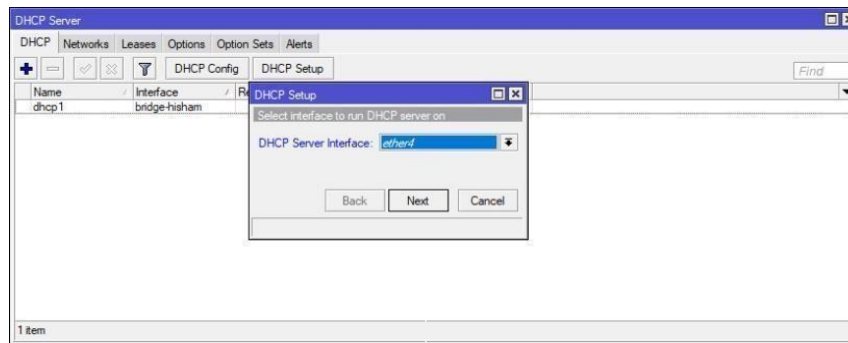 DHCP Server
DHCP Networks Leases Options Option Sets Alerts
DHCP Config DHCP Setup
Find
Name Interface Re
dhcp1 bridge-hisham
DHCP Setup
Select interface to run DHCP server on
DHCP Server Interface: ether4
Back Next Cancel
1 item